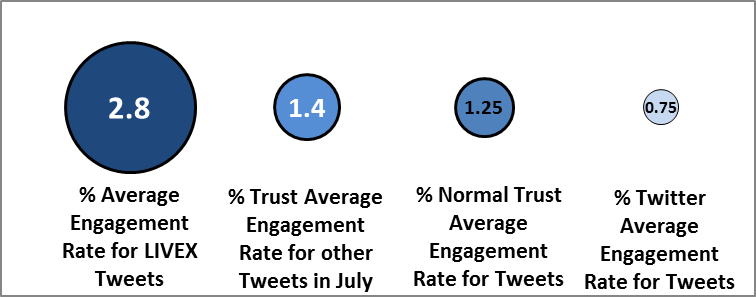 2.8
% Average
Engagement
Rate for LIVEX
Tweets
1.4
% Trust Average
Engagement
Rate for other
Tweets in July
1.25
% Normal Trust
Average
Engagement
Rate for Tweets
0.75
% Twitter
Average
Engagement
Rate for Tweets